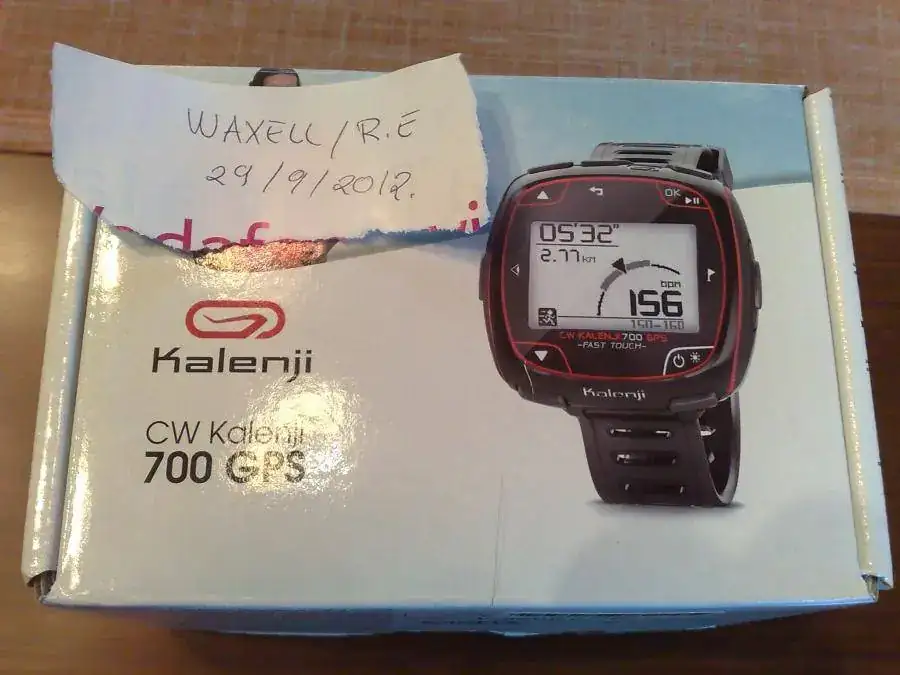 WAXELL/R.E
29/9/2012.
Kalenji
CW Kalenji
700 GPS
OK
05'32"
2.77 KM
bpm
156
150-160
CW KALENJI 700 GPS
-FAST TOUCH-
Kalenji